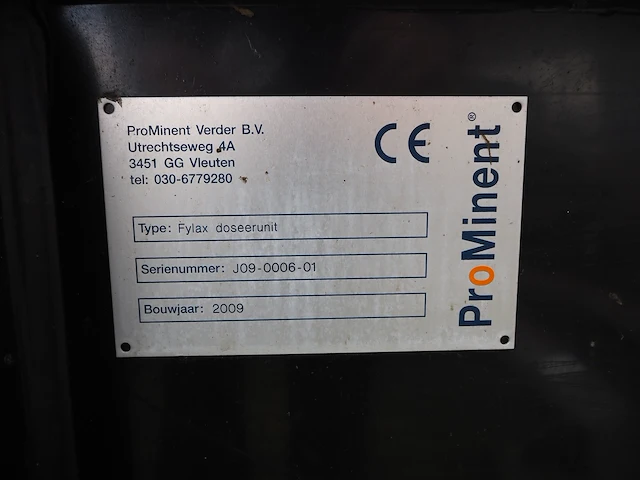 ProMinent Verder B.V.
Utrechtseweg 4A
3451 GG Vleuten
tel: 030-6779280
CE
Type: Fylax doseerunit
Serienummer: J09-0006-01
Bouwjaar: 2009
ProMinent®